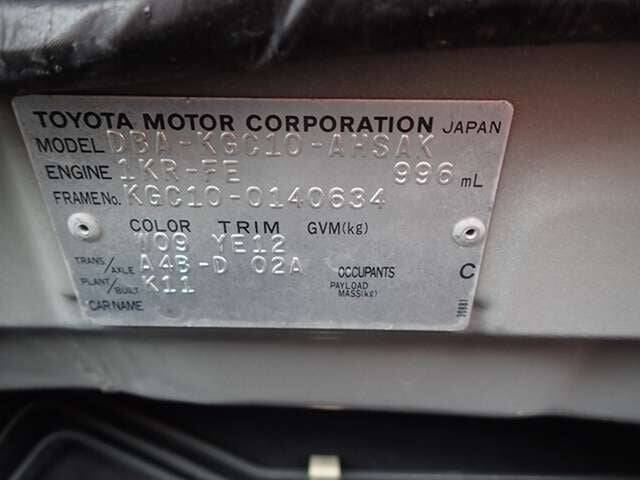 TOYOTA MOTOR CORPORATION JAPAN
MODEL DBA-KGC10-AHSAK
ENGINE 1KR-FE 996 mL
FRAME No. KGC10-0140634
COLOR TRIM GVM(kg)
T09 YE12
TRANS/AXLE A4B-D 02A OCCUPANTS C
PLANT/BUILT K11 PAYLOAD MASS(kg)
CAR NAME